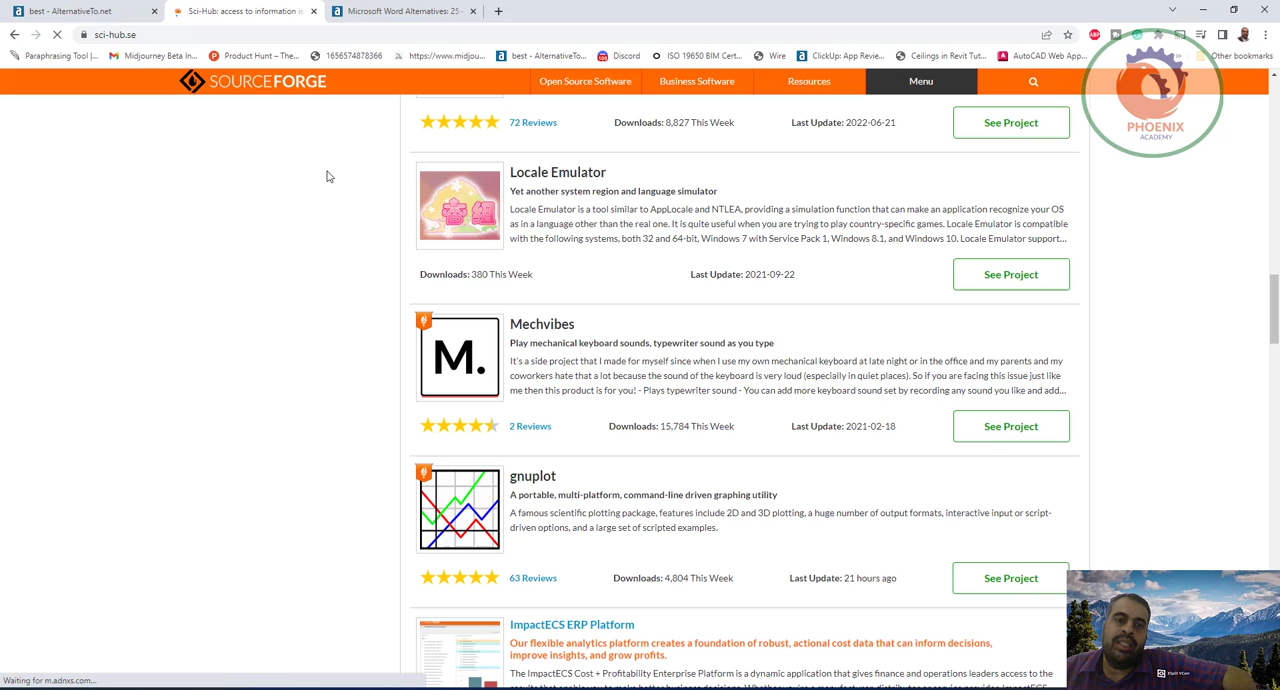 best - AlternativeTo.net
Sci-Hub: access to information is
Microsoft Word Alternatives: 25+
sci-hub.se
Paraphrasing Tool |...
Midjourney Beta In...
Product Hunt – The...
1656574878366
https://www.midjou...
best - AlternativeTo...
Discord
ISO 19650 BIM Cert...
Wire
ClickUp: App Revie...
Ceilings in Revit Tut...
AutoCAD Web App...
Other bookmarks
SOURCEFORGE
Open Source Software
Business Software
Resources
Menu
PHOENIX
ACADEMY
72 Reviews
Downloads: 8,827 This Week
Last Update: 2022-06-21
See Project
Locale Emulator
Yet another system region and language simulator
Locale Emulator is a tool similar to AppLocale and NTLEA, providing a simulation function that can make an application recognize your OS
as in a language other than the real one. It is quite useful when you are trying to play country-specific games. Locale Emulator is compatible
with the following systems, both 32 and 64-bit, Windows 7 with Service Pack 1, Windows 8.1, and Windows 10. Locale Emulator support...
Downloads: 380 This Week
Last Update: 2021-09-22
See Project
M.
Mechvibes
Play mechanical keyboard sounds, typewriter sound as you type
It's a side project that I made for myself since when I use my own mechanical keyboard at late night or in the office and my parents and my
coworkers hate that a lot because the sound of the keyboard is very loud (especially in quiet places). So if you are facing this issue just like
me then this product is for you! - Plays typewriter sound - You can add more keyboard sound set by recording any sound you like and add...
2 Reviews
Downloads: 15,784 This Week
Last Update: 2021-02-18
See Project
gnuplot
A portable, multi-platform, command-line driven graphing utility
A famous scientific plotting package, features include 2D and 3D plotting, a huge number of output formats, interactive input or script-
driven options, and a large set of scripted examples.
63 Reviews
Downloads: 4,804 This Week
Last Update: 21 hours ago
See Project
ImpactECS ERP Platform
Our flexible analytics platform creates a foundation of robust, actional cost data that can inform decisions,
improve insights, and grow profits.
The ImpactECS Cost + Profitability Enterprise Platform is a dynamic application that gives finance and operations leaders access to the
Waiting for m.adnxs.com...
XSplit VCam